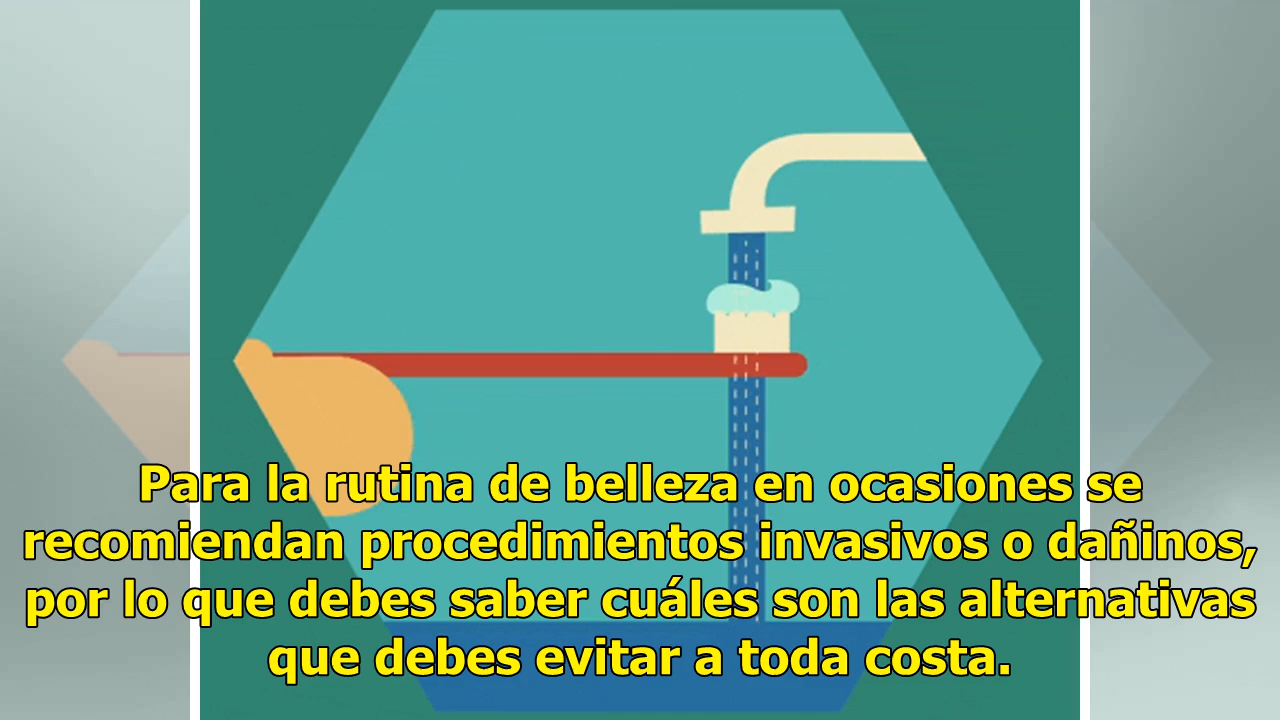 Para la rutina de belleza en ocasiones se
recomiendan procedimientos invasivos o dañinos,
por lo que debes saber cuáles son las alternativas
que debes evitar a toda costa.